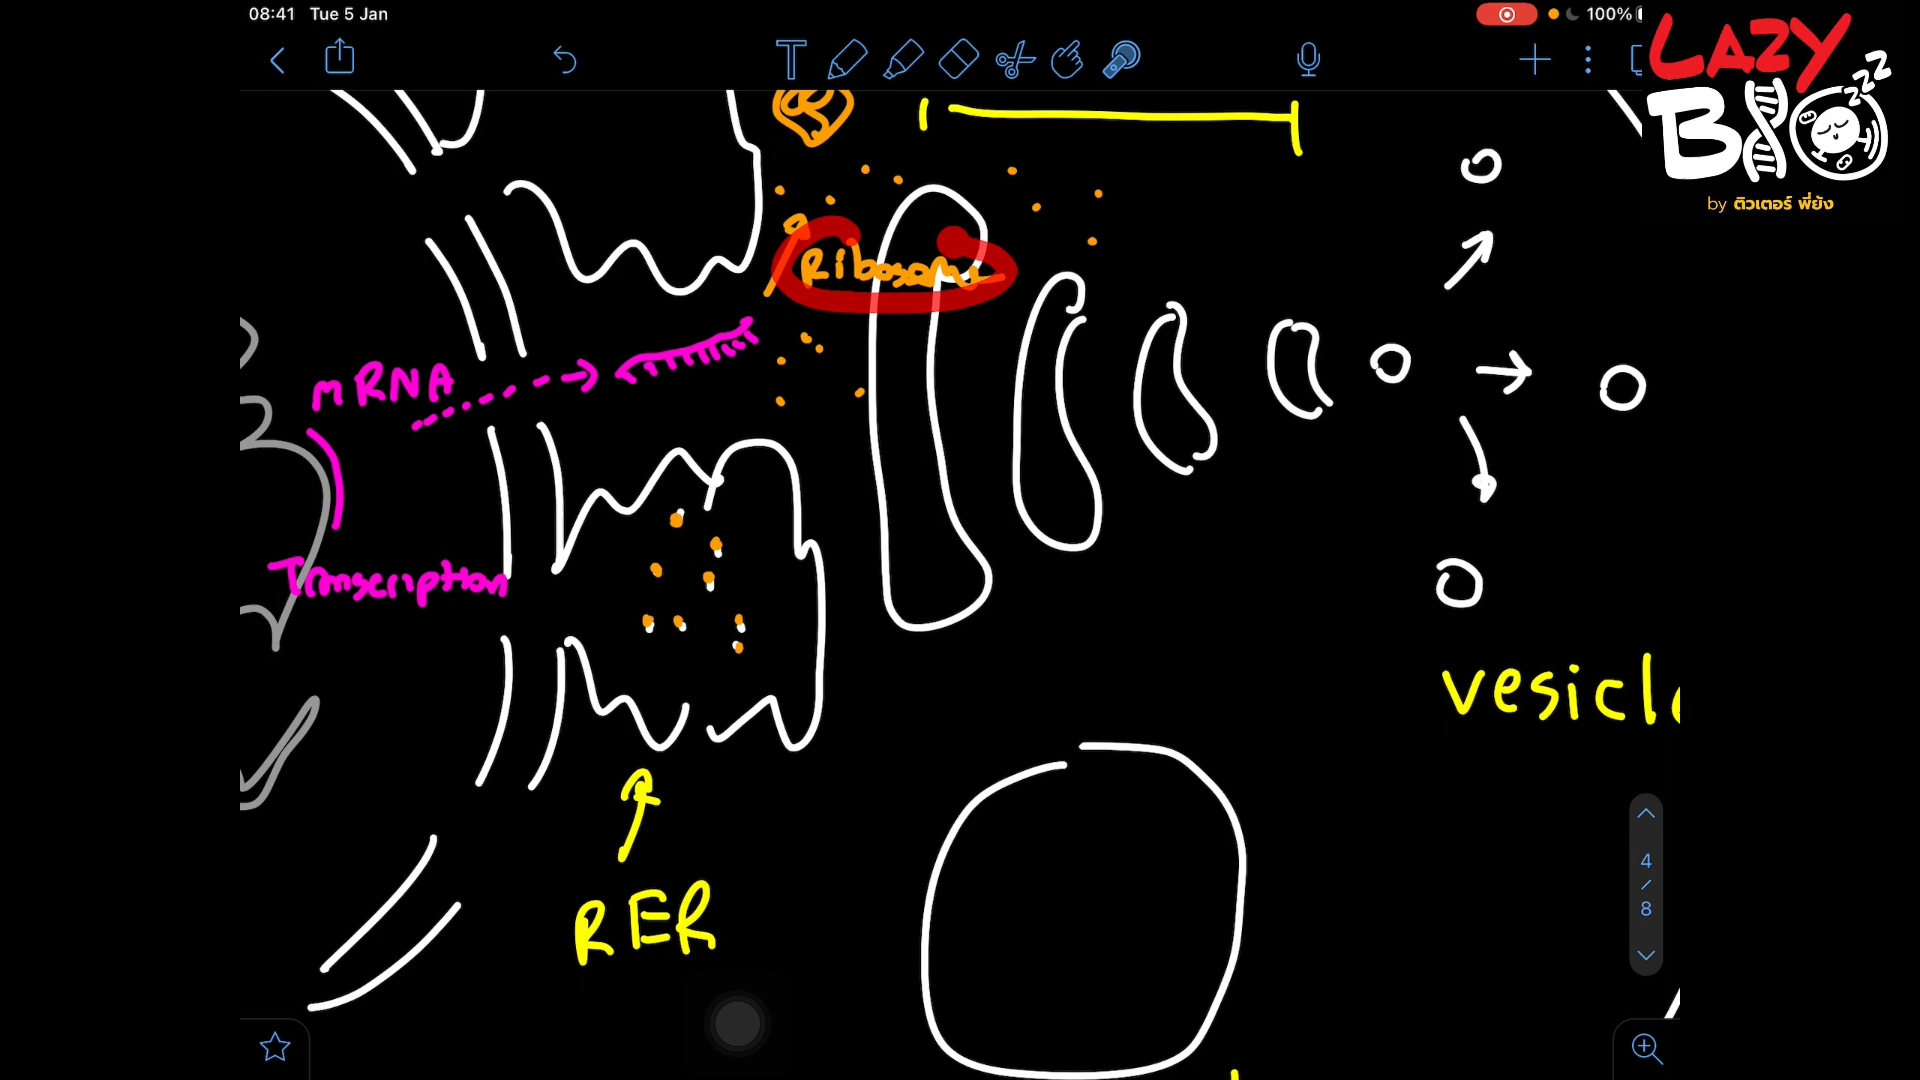 08:41 Tue 5 Jan
100%
LAZY
BIO
zzz
by ติวเตอร์ พี่ยัง
Ribosome
mRNA
Transcription
vesicle
RER
4
/
8